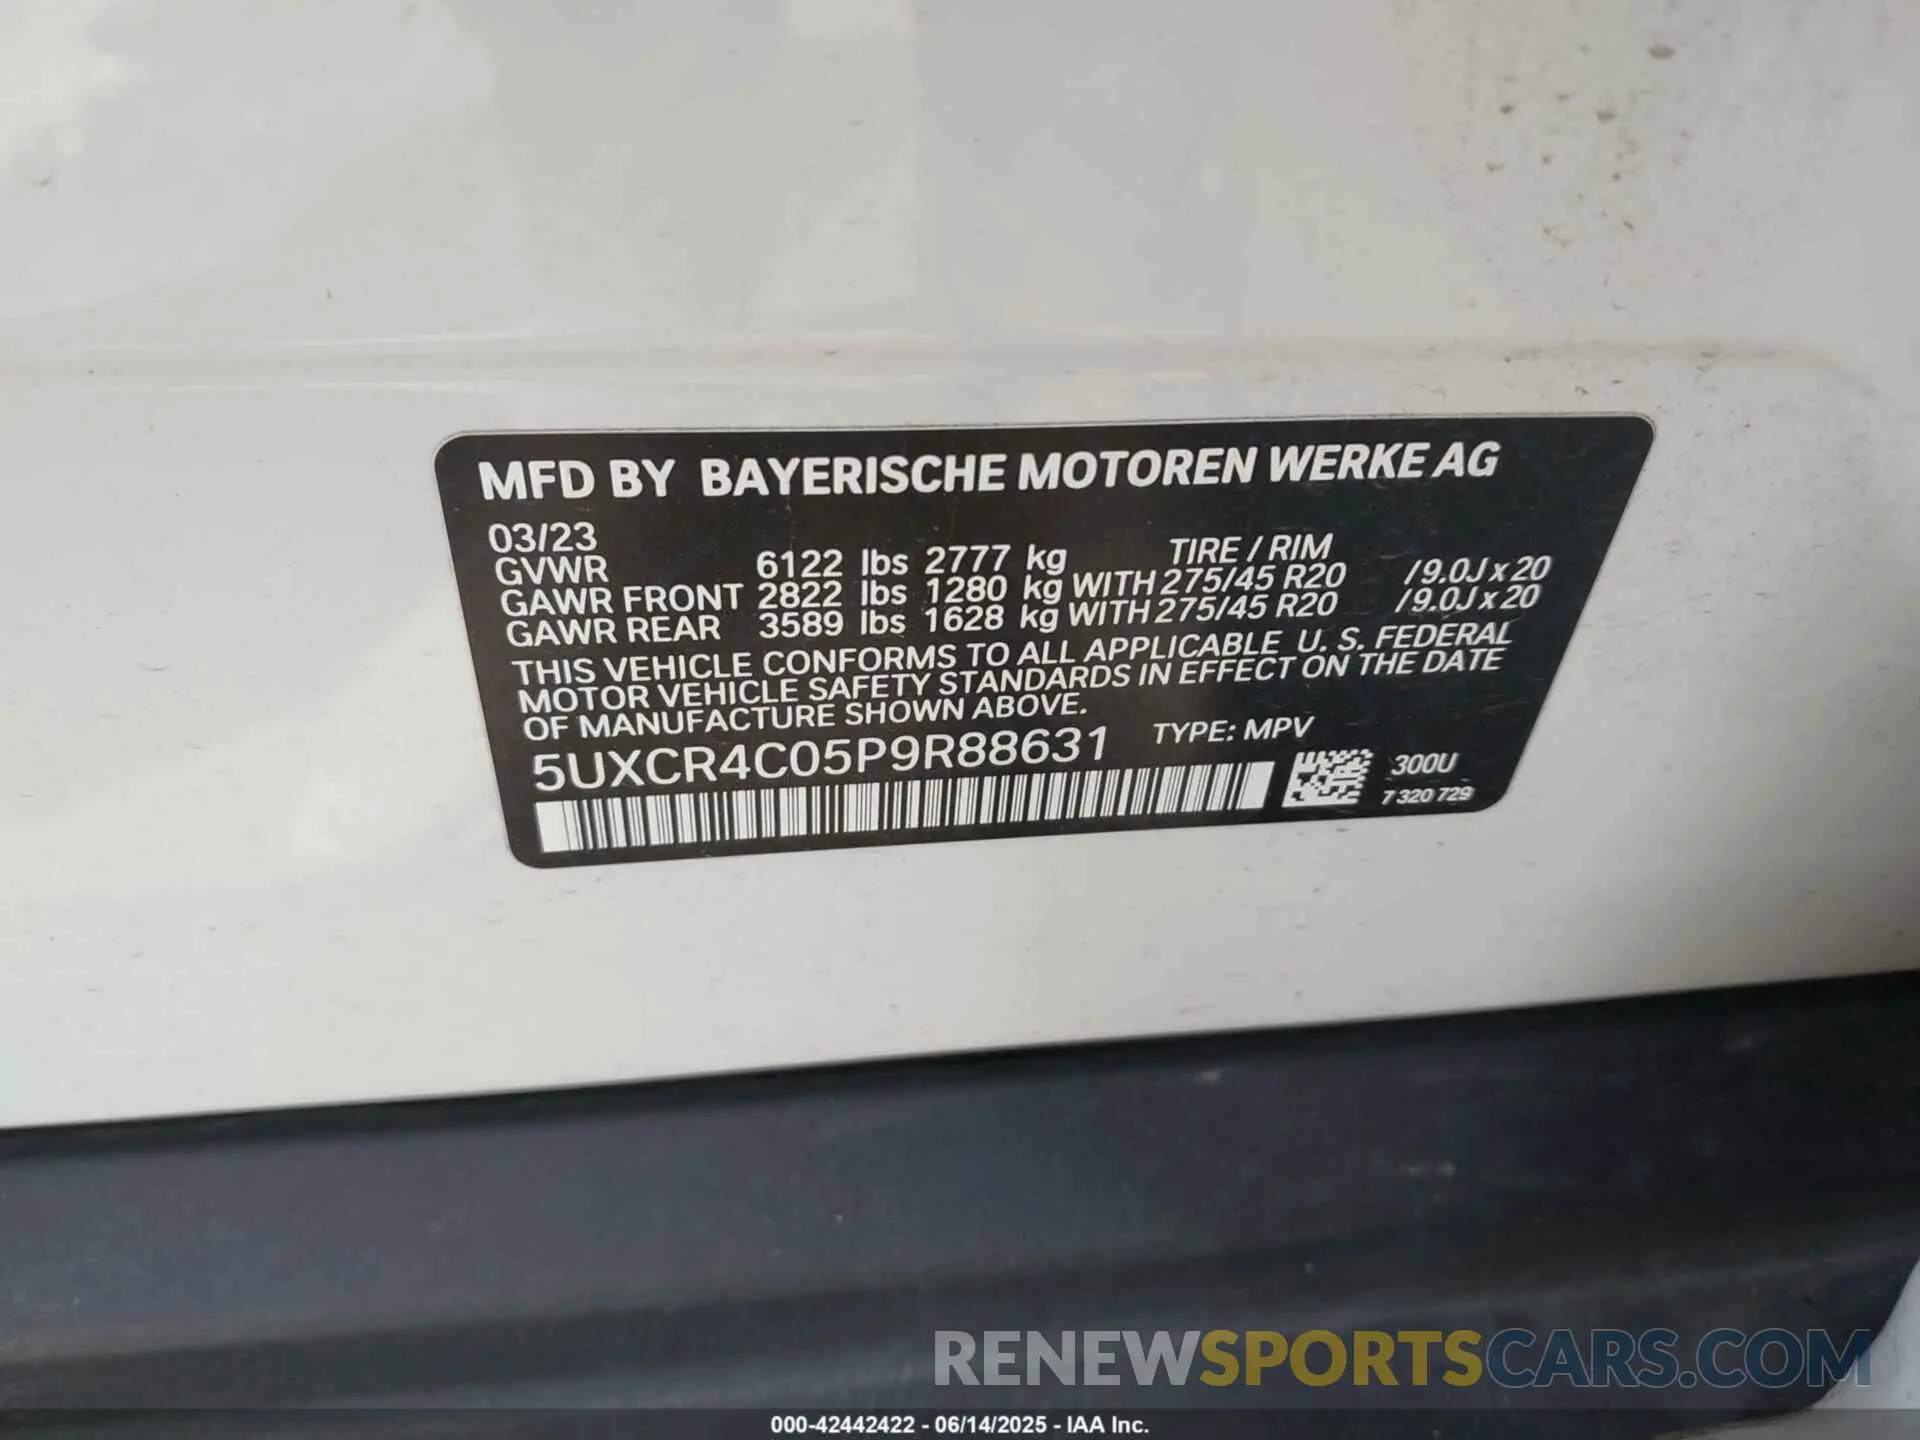 MFD BY BAYERISCHE MOTOREN WERKE AG
03/23
TIRE / RIM
GVWR 6122 lbs 2777 kg
GAWR FRONT 2822 lbs 1280 kg WITH 275/45 R20 /9.0J x 20
GAWR REAR 3589 lbs 1628 kg WITH 275/45 R20 /9.0J x 20
THIS VEHICLE CONFORMS TO ALL APPLICABLE U. S. FEDERAL
MOTOR VEHICLE SAFETY STANDARDS IN EFFECT ON THE DATE
OF MANUFACTURE SHOWN ABOVE.
5UXCR4C05P9R88631 TYPE: MPV
300U
7 320 729
RENEWSPORTSCARS.COM
000-42442422 - 06/14/2025 - IAA Inc.